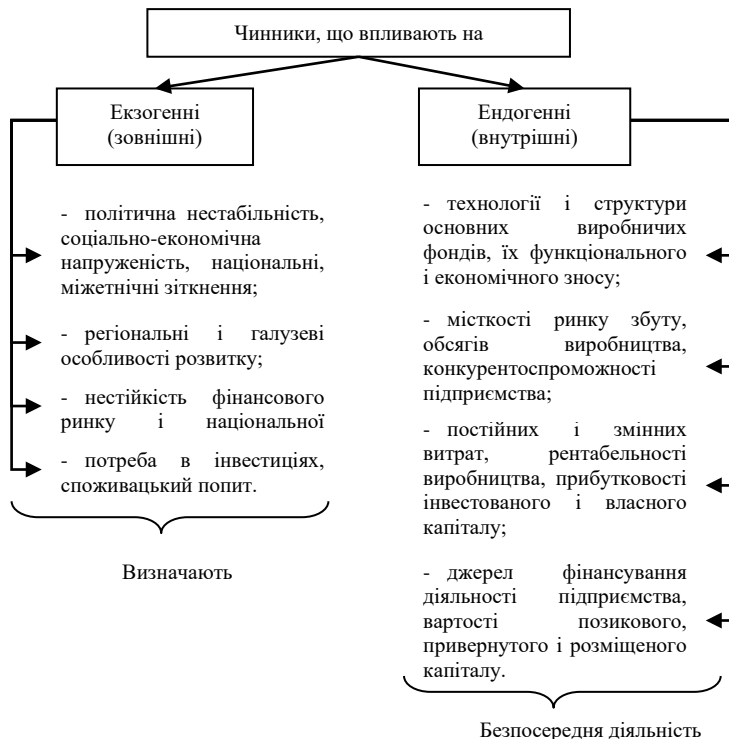 Чинники, що впливають на
Екзогенні
(зовнішні)
- політична нестабільність,
соціально-економічна
напруженість, національні,
міжетнічні зіткнення;
- регіональні і галузеві
особливості розвитку;
- нестійкість фінансового
ринку і національної
- потреба в інвестиціях,
споживацький попит.
Визначають
Ендогенні
(внутрішні)
- технології і структури
основних виробничих
фондів, їх функціонального
і економічного зносу;
- місткості ринку збуту,
обсягів виробництва,
конкурентоспроможності
підприємства;
- постійних і змінних
витрат, рентабельності
виробництва, прибутковості
інвестованого і власного
капіталу;
- джерел фінансування
діяльності підприємства,
вартості позикового,
привернутого і розміщеного
капіталу.
Безпосередня діяльність